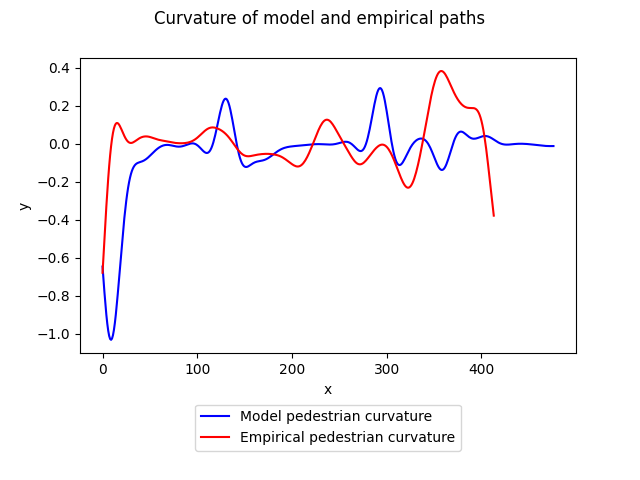 Curvature of model and empirical paths
0.4
0.2
0.0
−0.2
−0.4
−0.6
−0.8
−1.0
y
0 100 200 300 400
x
Model pedestrian curvature
Empirical pedestrian curvature